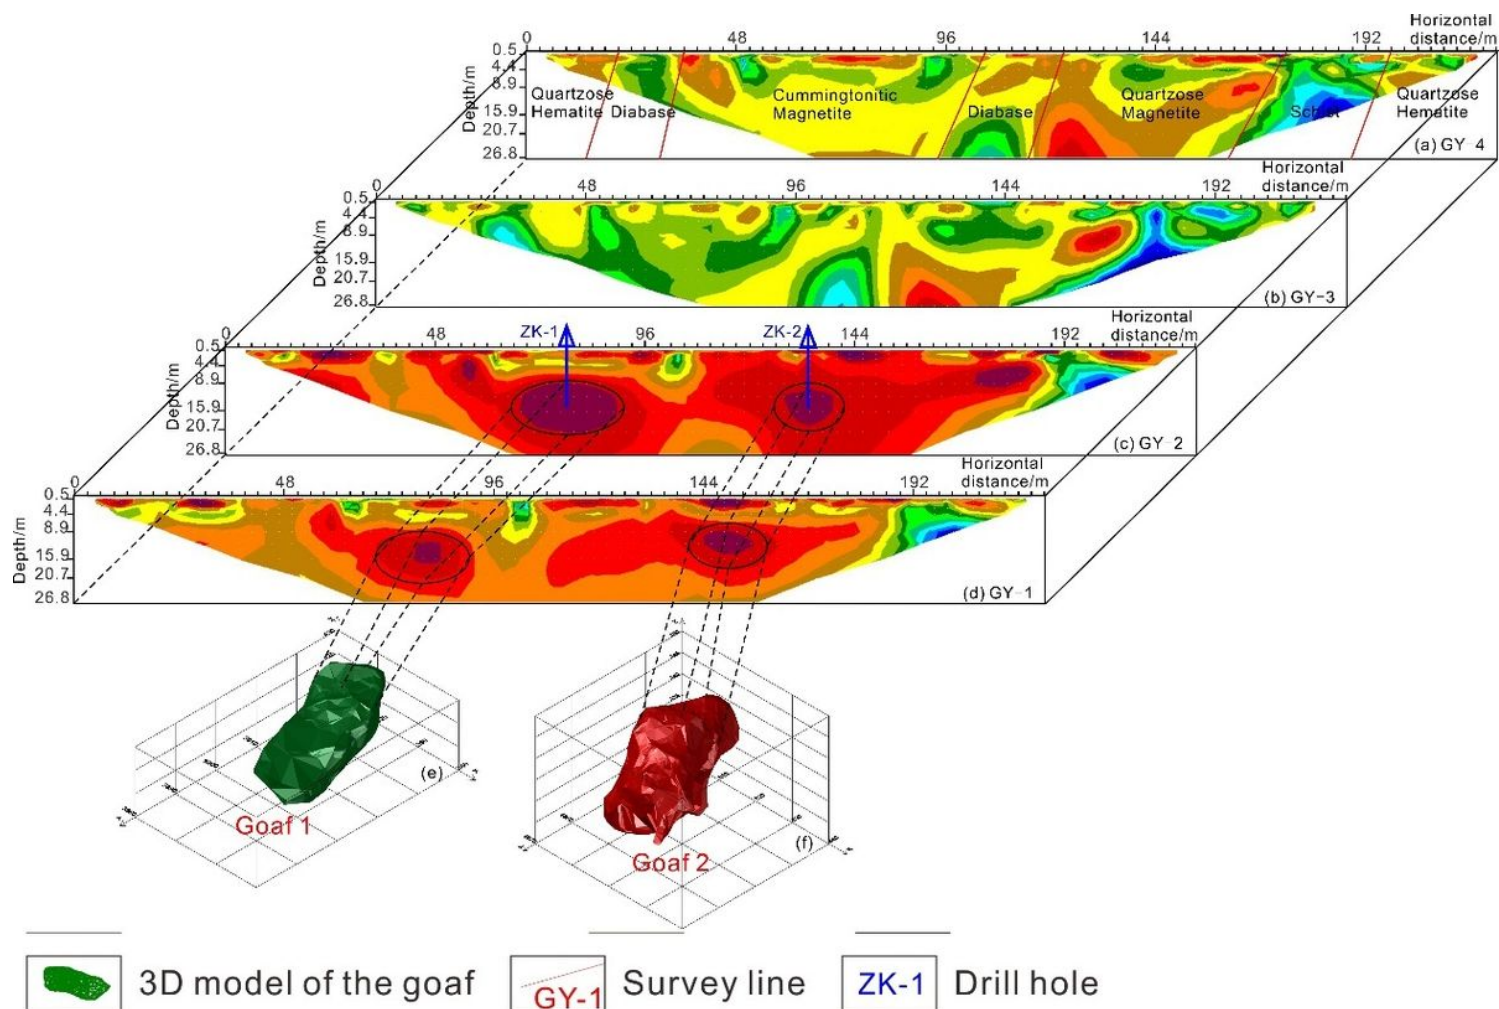 Horizontal
distance/m
0 48 96 144 192
0.5
4.4
8.9
15.9
20.7
26.8
Depth/m
Quartzose
Hematite
Diabase
Cummingtonitic
Magnetite
Diabase
Quartzose
Magnetite
Schist
Quartzose
Hematite
(a) GY-4
Horizontal
distance/m
0 48 96 144 192
0.5
4.4
8.9
15.9
20.7
26.8
Depth/m
(b) GY-3
Horizontal
distance/m
0 48 96 144 192
ZK-1 ZK-2
0.5
4.4
8.9
15.9
20.7
26.8
Depth/m
(c) GY-2
Horizontal
distance/m
0 48 96 144 192
0.5
4.4
8.9
15.9
20.7
26.8
Depth/m
(d) GY-1
(e)
Goaf 1
(f)
Goaf 2
3D model of the goaf
GY-1 Survey line
ZK-1 Drill hole